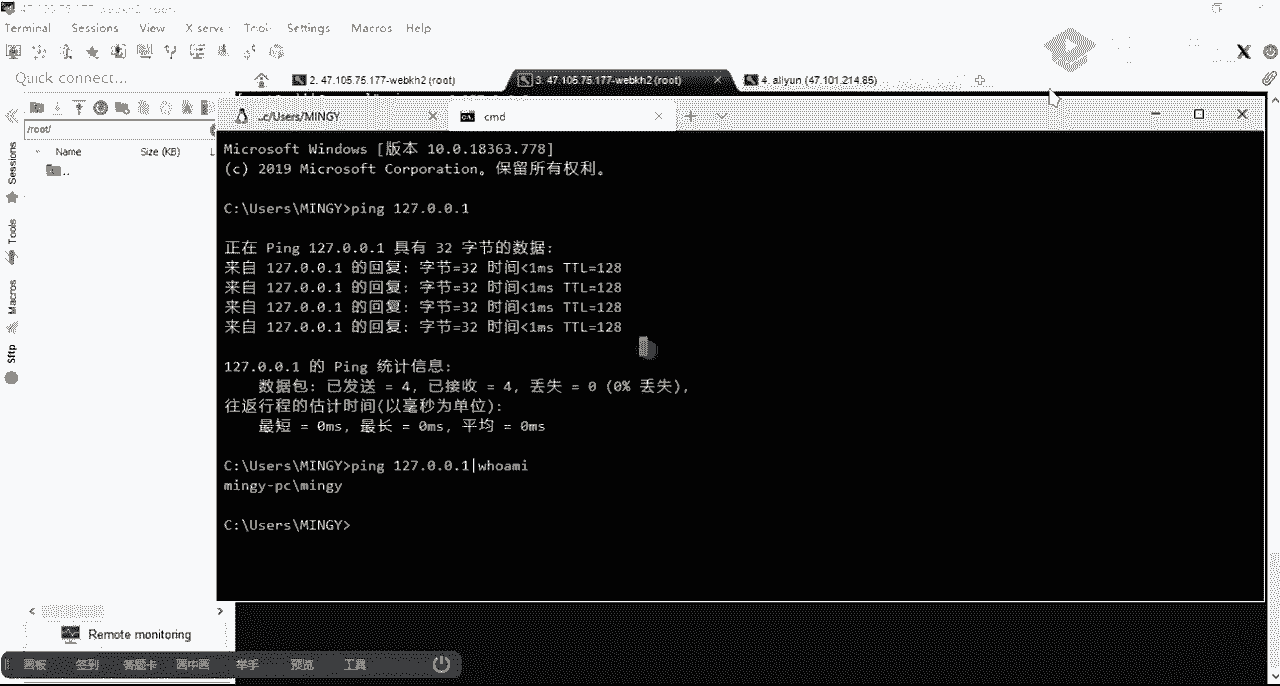 Terminal Sessions View X server Tools Settings Macros Help
Quick connect...
2. 47.105.75.177-webkh2 (root)
3. 47.105.75.177-webkh2 (root)
4. aliyun (47.101.214.85)
/root/
Name Size (KB)
..
Sessions
Tools
Macros
Sftp
..c/Users/MINGY
cmd
Microsoft Windows [版本 10.0.18363.778]
(c) 2019 Microsoft Corporation。保留所有权利。
C:\Users\MINGY>ping 127.0.0.1
正在 Ping 127.0.0.1 具有 32 字节的数据:
来自 127.0.0.1 的回复: 字节=32 时间<1ms TTL=128
来自 127.0.0.1 的回复: 字节=32 时间<1ms TTL=128
来自 127.0.0.1 的回复: 字节=32 时间<1ms TTL=128
来自 127.0.0.1 的回复: 字节=32 时间<1ms TTL=128
127.0.0.1 的 Ping 统计信息:
数据包: 已发送 = 4, 已接收 = 4, 丢失 = 0 (0% 丢失),
往返行程的估计时间(以毫秒为单位):
最短 = 0ms, 最长 = 0ms, 平均 = 0ms
C:\Users\MINGY>ping 127.0.0.1|whoami
mingy-pc\mingy
C:\Users\MINGY>
Remote monitoring
画板 签到 答题卡 画中画 举手 预览 工具